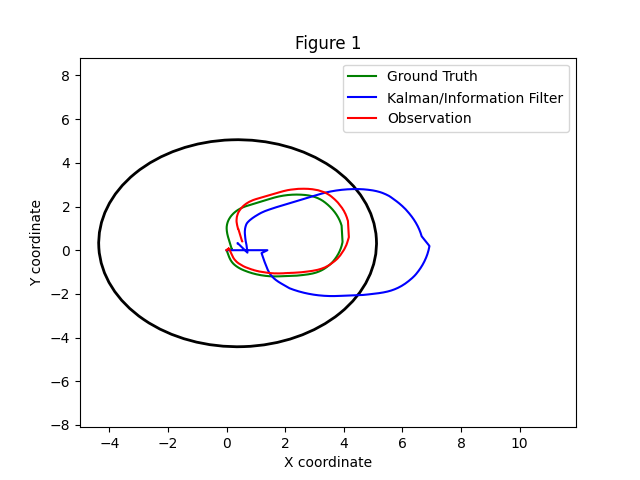 Figure 1
Ground Truth
Kalman/Information Filter
Observation
8
6
4
2
0
−2
−4
−6
−8
Y coordinate
−4 −2 0 2 4 6 8 10
X coordinate